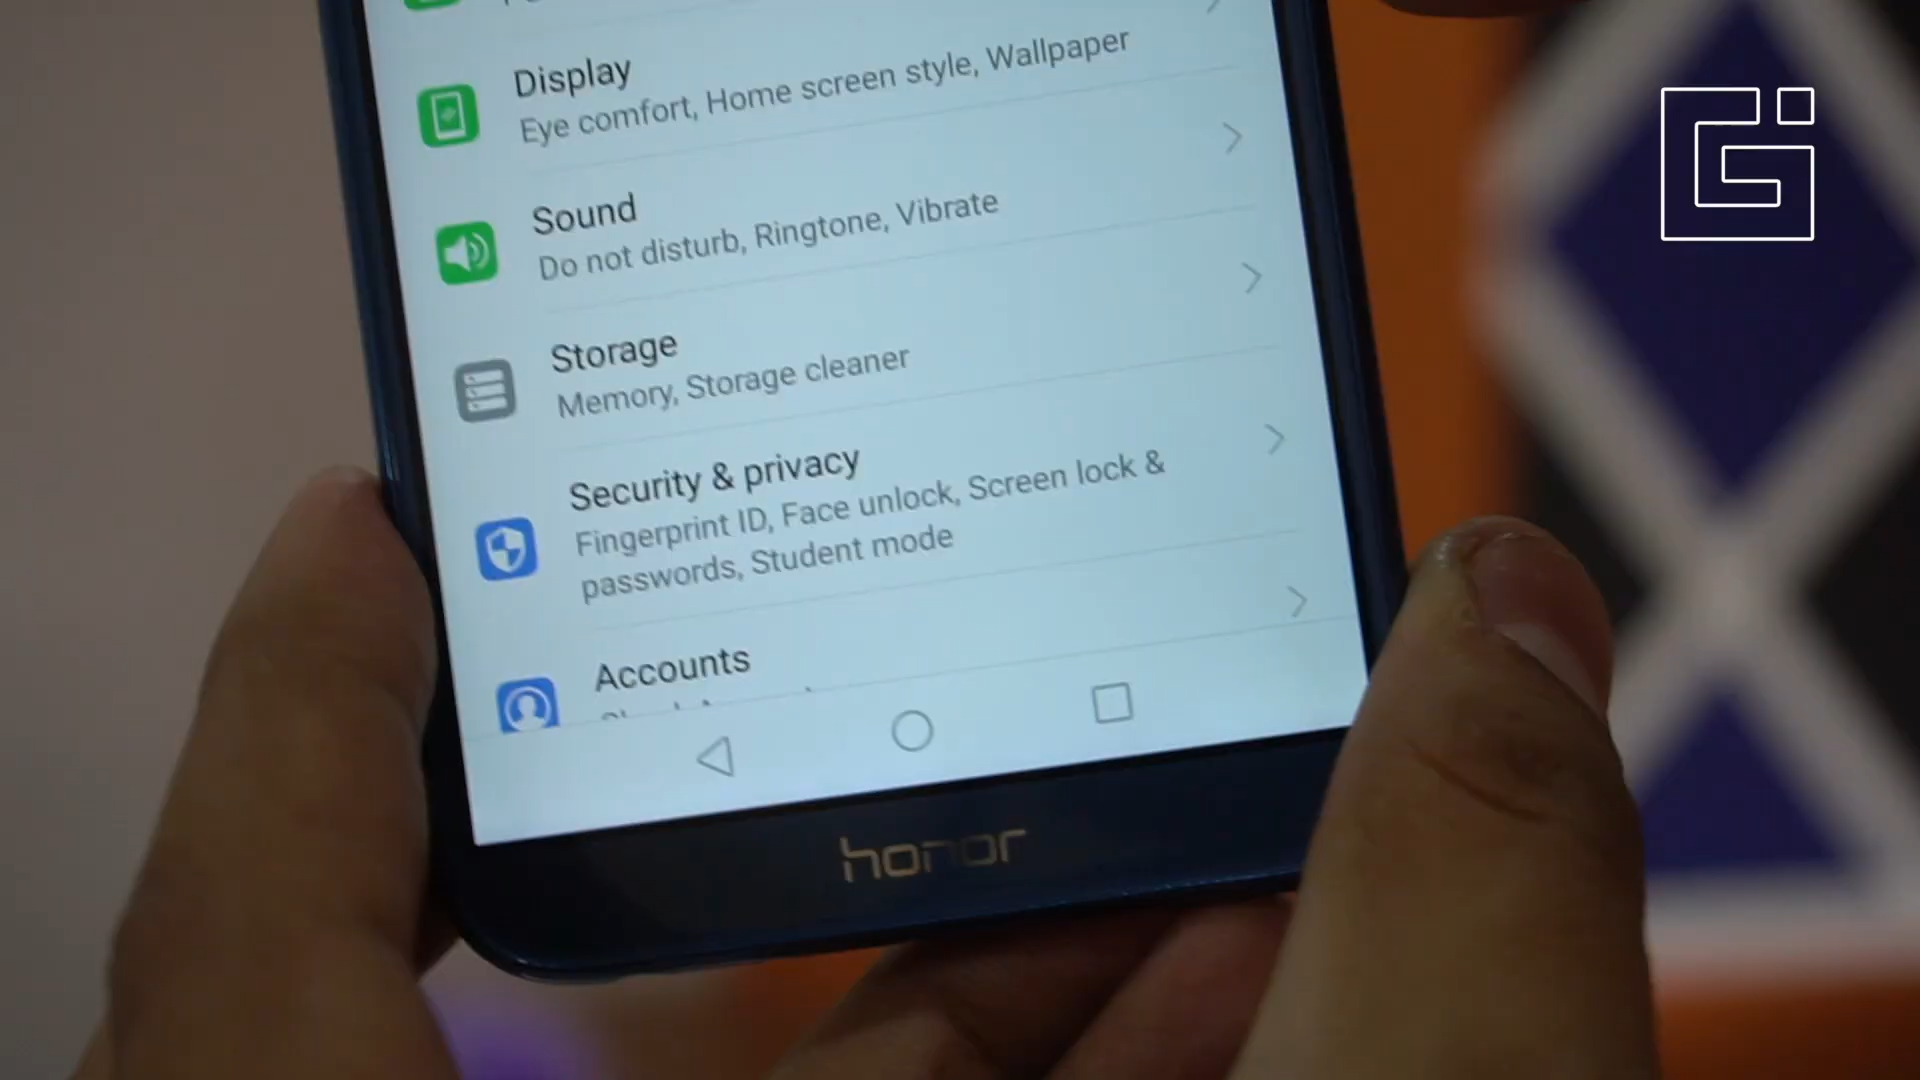 Display
Eye comfort, Home screen style, Wallpaper
Sound
Do not disturb, Ringtone, Vibrate
Storage
Memory, Storage cleaner
Security & privacy
Fingerprint ID, Face unlock, Screen lock &
passwords, Student mode
Accounts
honor